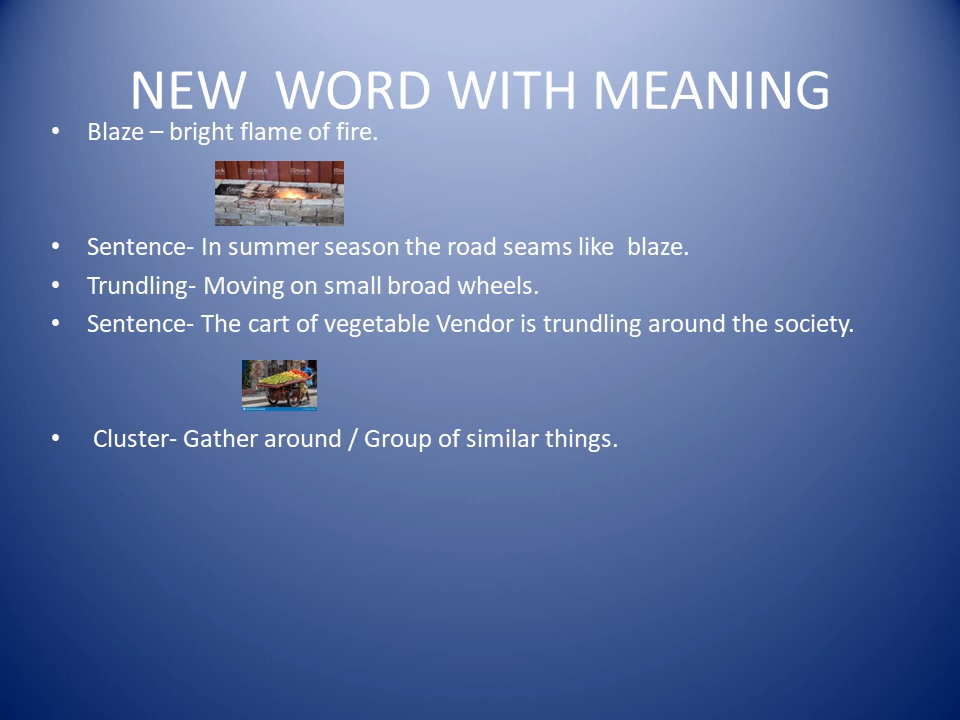 NEW  WORD WITH MEANING
• Blaze – bright flame of fire.
iStock
• Sentence- In summer season the road seams like  blaze.
• Trundling- Moving on small broad wheels.
• Sentence- The cart of vegetable Vendor is trundling around the society.
• Cluster- Gather around / Group of similar things.